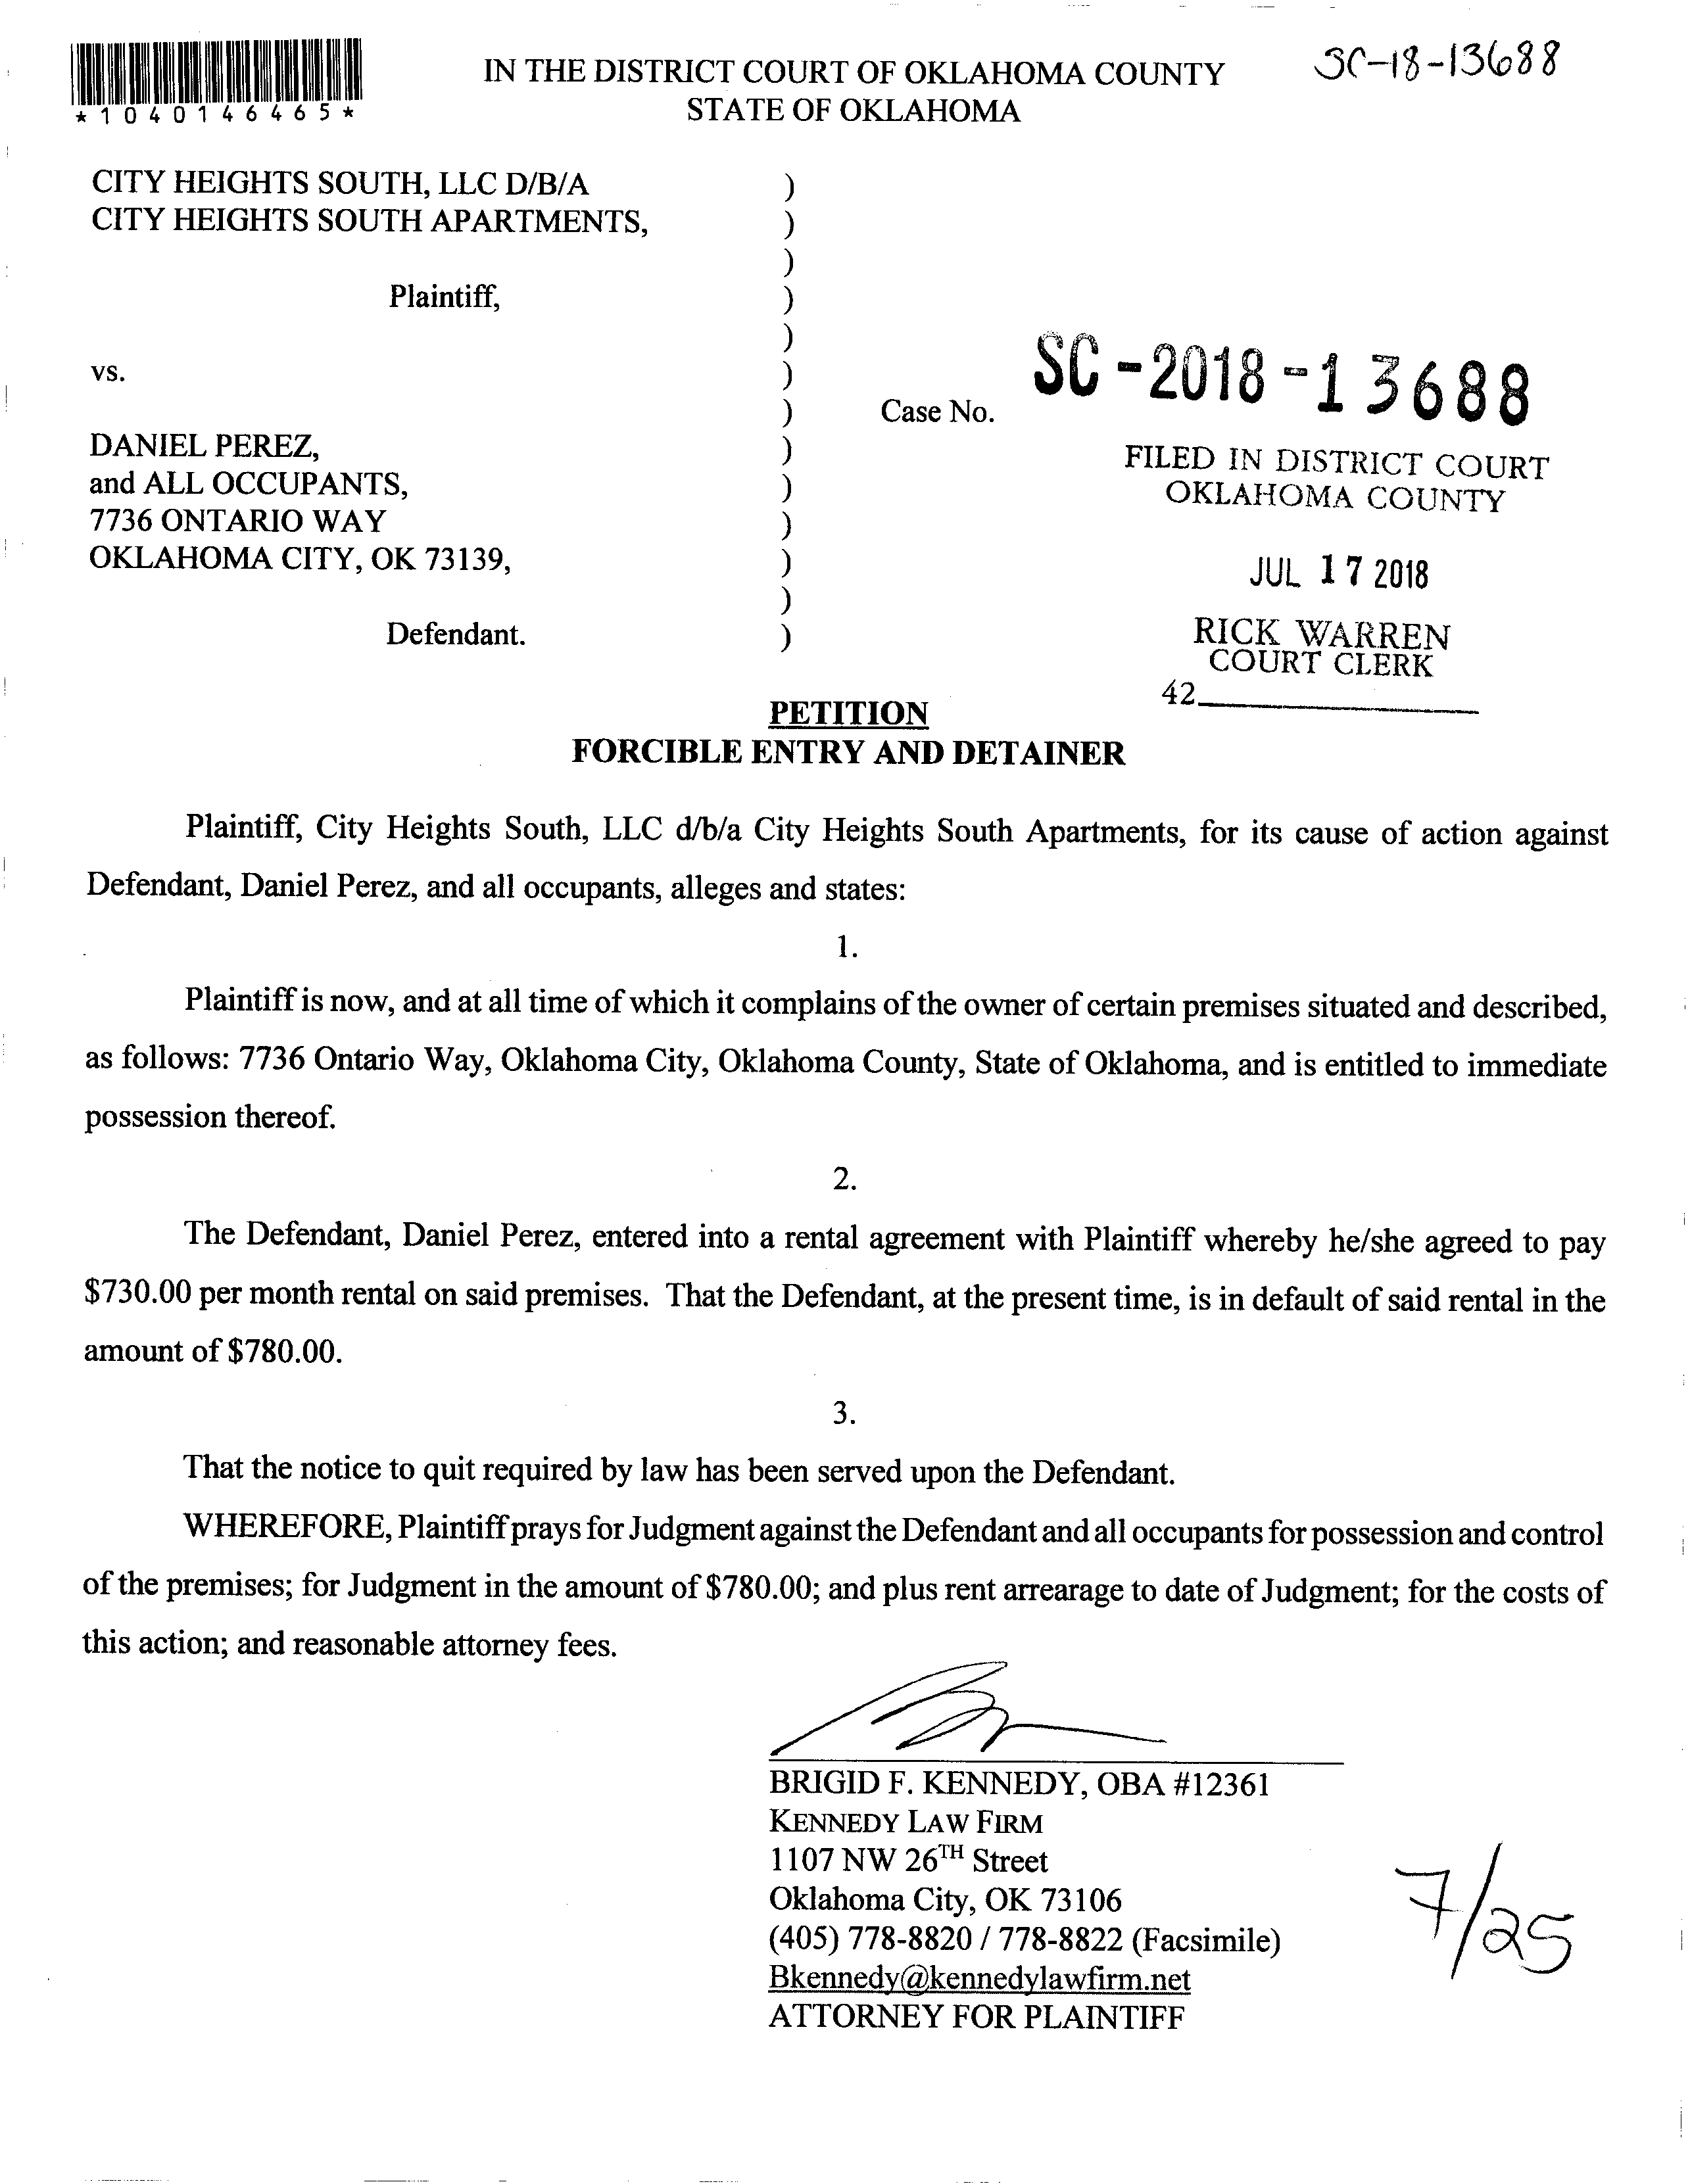 SC-18-13688
IN THE DISTRICT COURT OF OKLAHOMA COUNTY
STATE OF OKLAHOMA
*1040146465*
CITY HEIGHTS SOUTH, LLC D/B/A )
CITY HEIGHTS SOUTH APARTMENTS, )
)
Plaintiff, )
)
vs. )
) Case No. SC-2018-13688
DANIEL PEREZ, )
and ALL OCCUPANTS, )
7736 ONTARIO WAY )
OKLAHOMA CITY, OK 73139, )
)
Defendant. )
FILED IN DISTRICT COURT
OKLAHOMA COUNTY
JUL 17 2018
RICK WARREN
COURT CLERK
42
PETITION
FORCIBLE ENTRY AND DETAINER
Plaintiff, City Heights South, LLC d/b/a City Heights South Apartments, for its cause of action against
Defendant, Daniel Perez, and all occupants, alleges and states:
1.
Plaintiff is now, and at all time of which it complains of the owner of certain premises situated and described,
as follows: 7736 Ontario Way, Oklahoma City, Oklahoma County, State of Oklahoma, and is entitled to immediate
possession thereof.
2.
The Defendant, Daniel Perez, entered into a rental agreement with Plaintiff whereby he/she agreed to pay
$730.00 per month rental on said premises. That the Defendant, at the present time, is in default of said rental in the
amount of $780.00.
3.
That the notice to quit required by law has been served upon the Defendant.
WHEREFORE, Plaintiff prays for Judgment against the Defendant and all occupants for possession and control
of the premises; for Judgment in the amount of $780.00; and plus rent arrearage to date of Judgment; for the costs of
this action; and reasonable attorney fees.
BRIGID F. KENNEDY, OBA #12361
KENNEDY LAW FIRM
1107 NW 26TH Street
Oklahoma City, OK 73106
(405) 778-8820 / 778-8822 (Facsimile)
Bkennedy@kennedylawfirm.net
ATTORNEY FOR PLAINTIFF
7/25